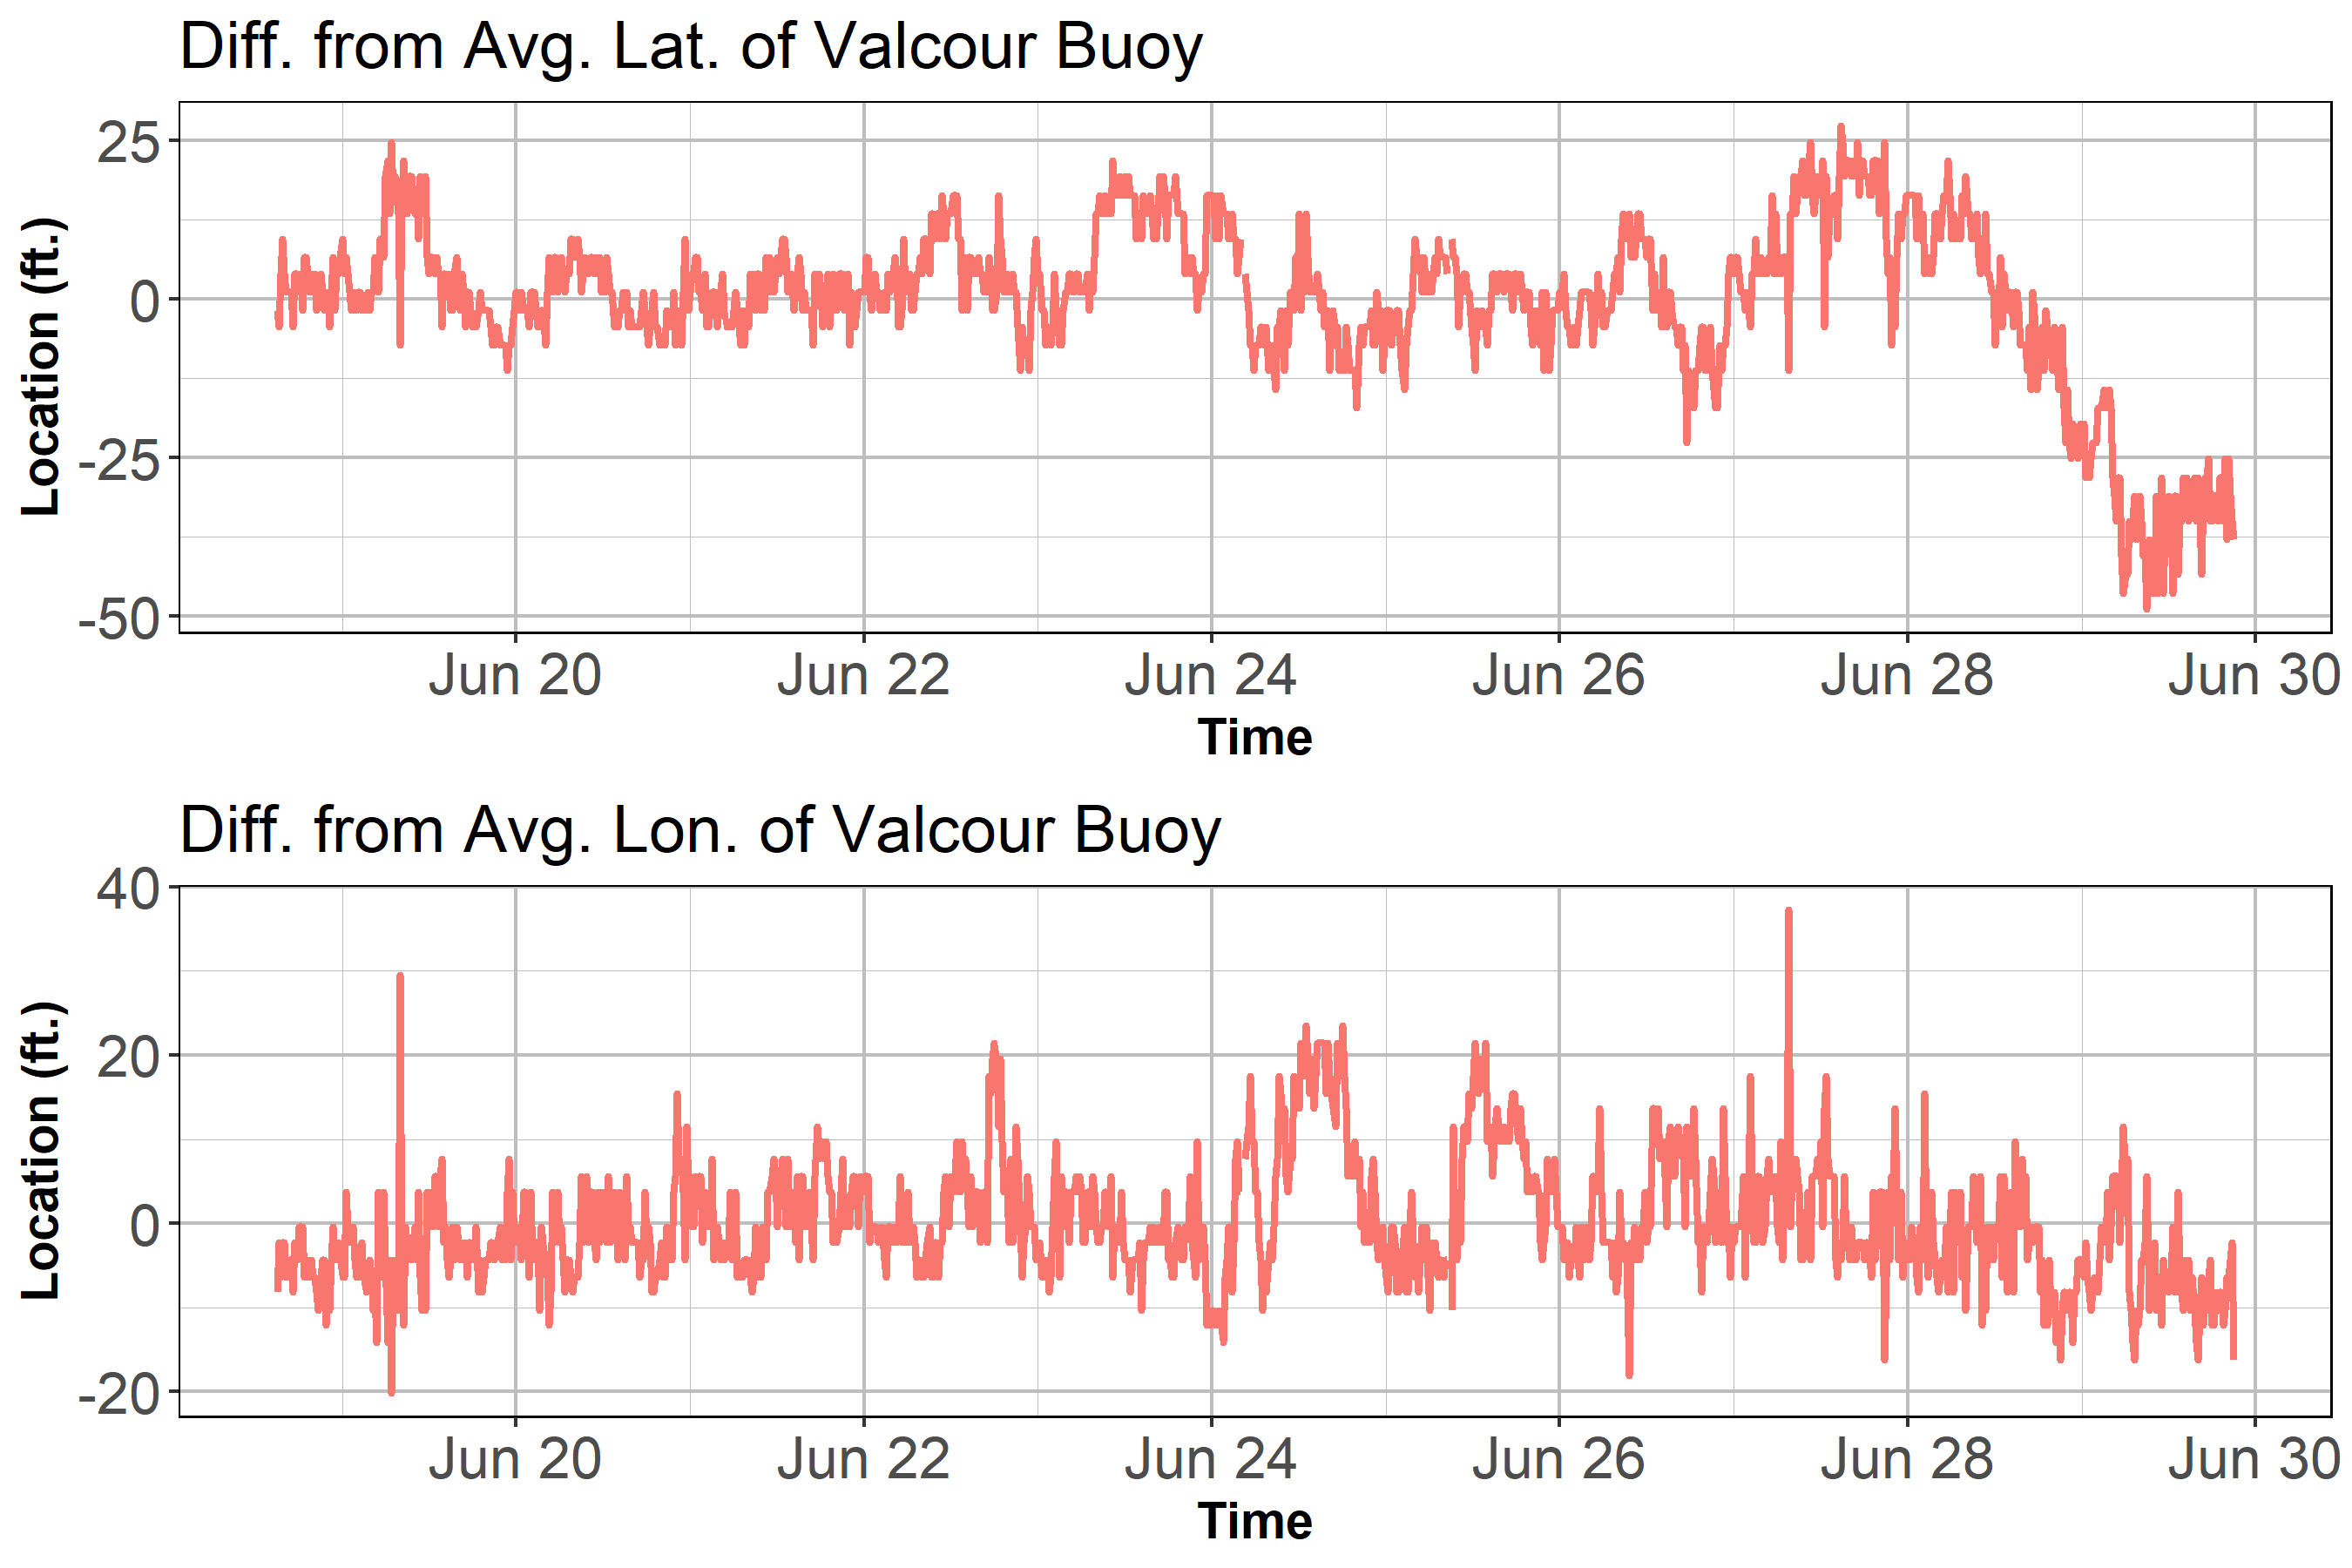 Diff. from Avg. Lat. of Valcour Buoy
Location (ft.)
25
0
-25
-50
Jun 20 Jun 22 Jun 24 Jun 26 Jun 28 Jun 30
Time
Diff. from Avg. Lon. of Valcour Buoy
Location (ft.)
40
20
0
-20
Jun 20 Jun 22 Jun 24 Jun 26 Jun 28 Jun 30
Time